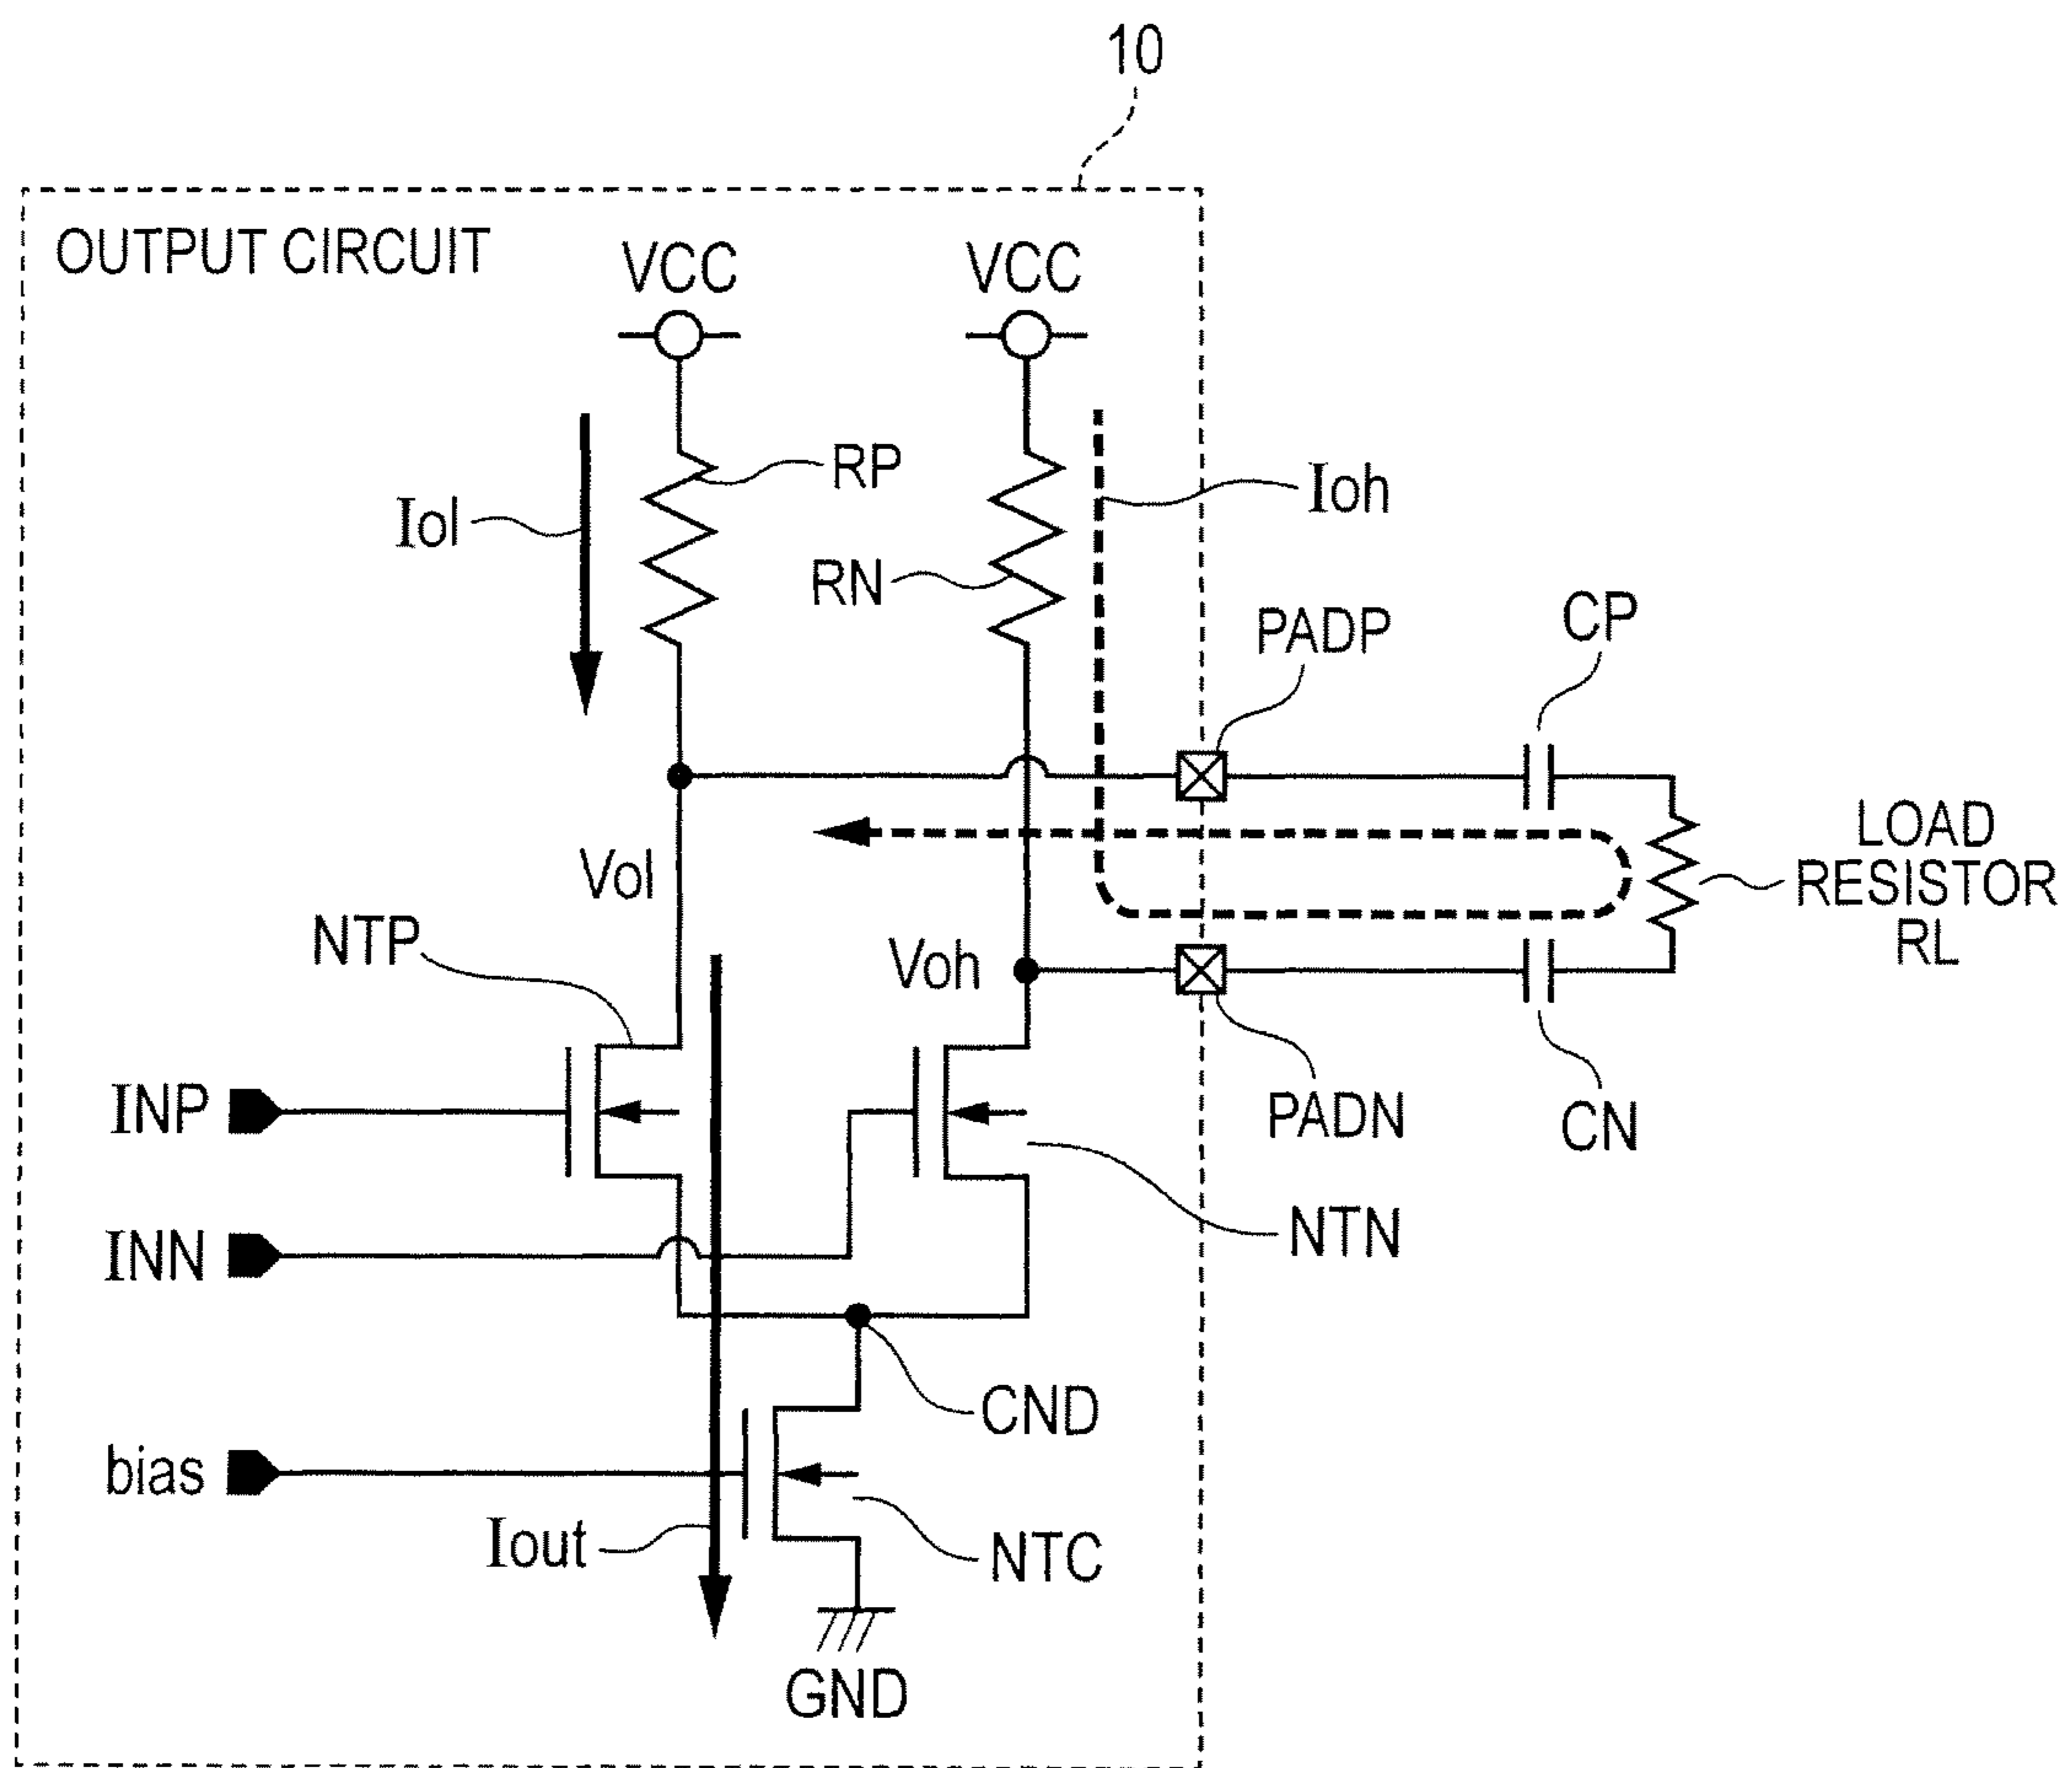 10
OUTPUT CIRCUIT
VCC
VCC
RP
Iol
Ioh
RN
PADP
CP
LOAD
RESISTOR
RL
Vol
NTP
Voh
INP
PADN
CN
NTN
INN
CND
bias
Iout
NTC
GND